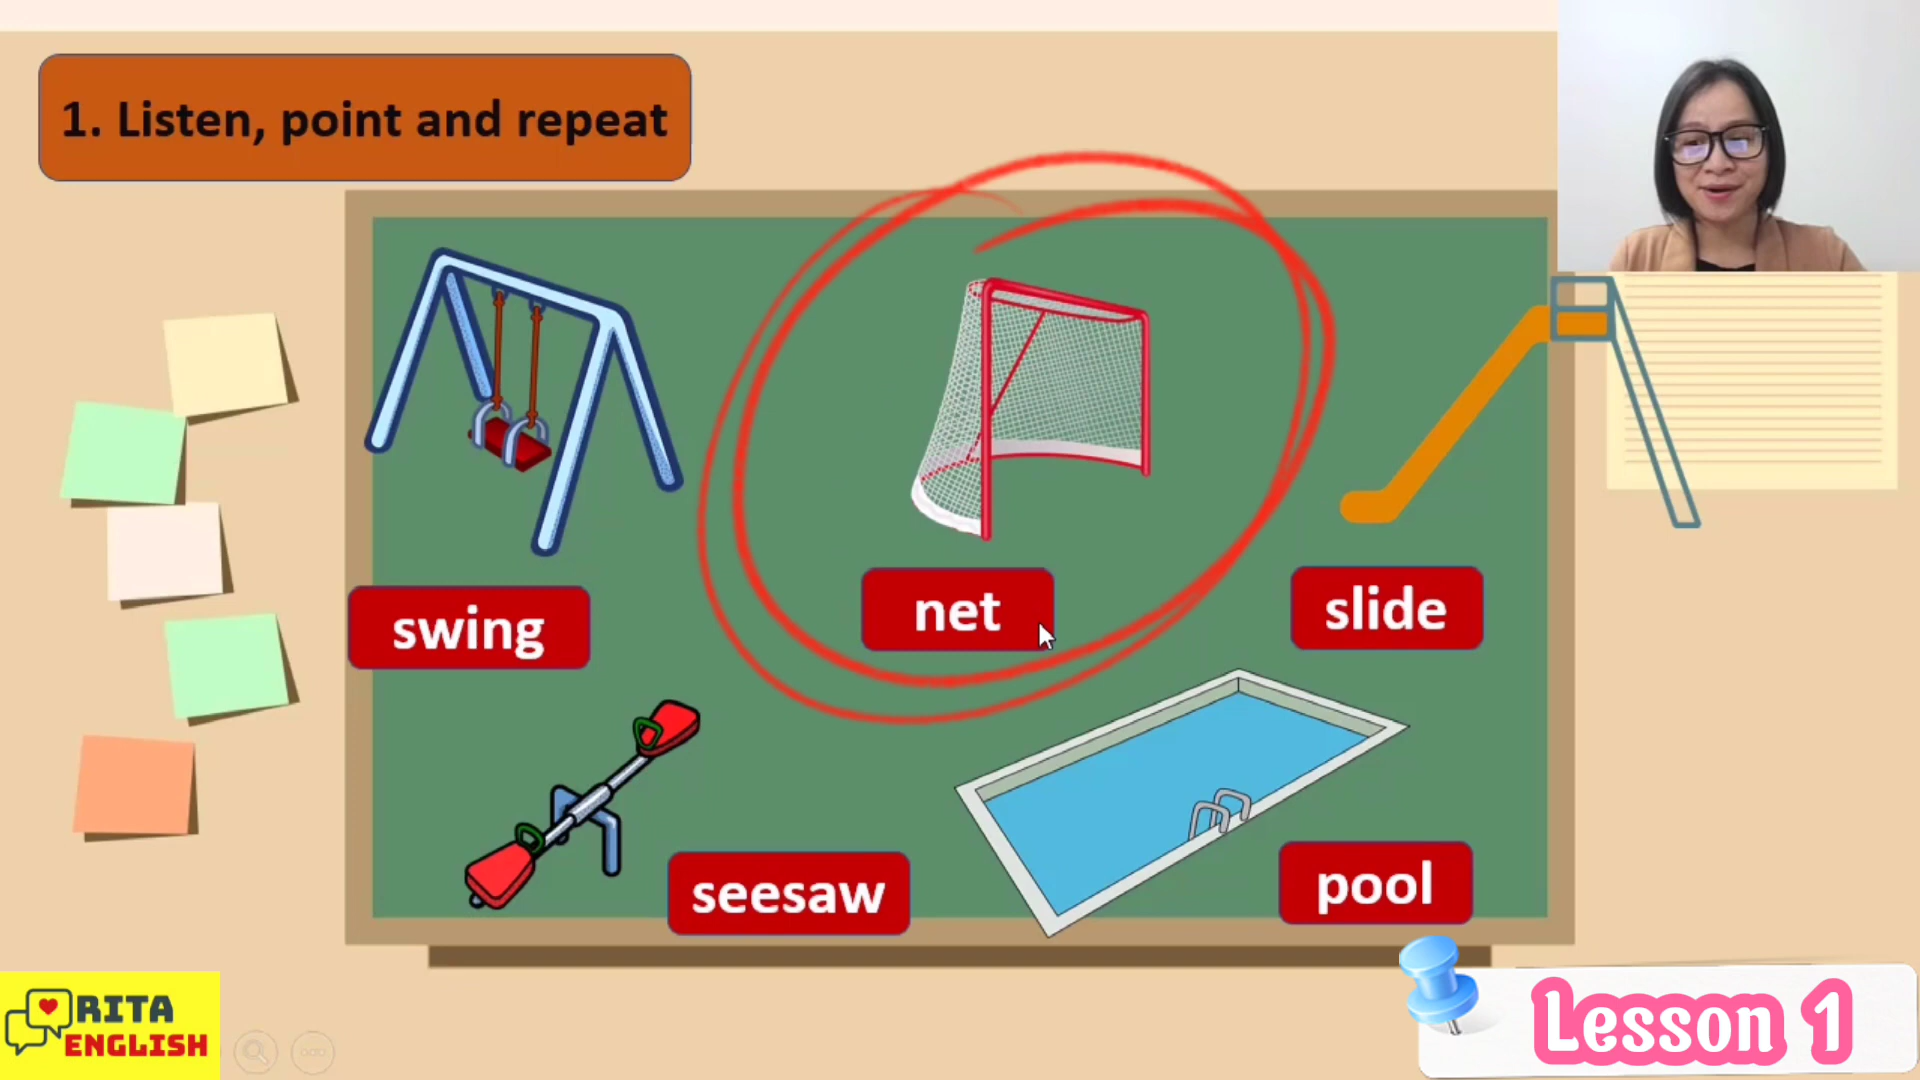 1. Listen, point and repeat
swing
net
slide
seesaw
pool
RITA
ENGLISH
Lesson 1